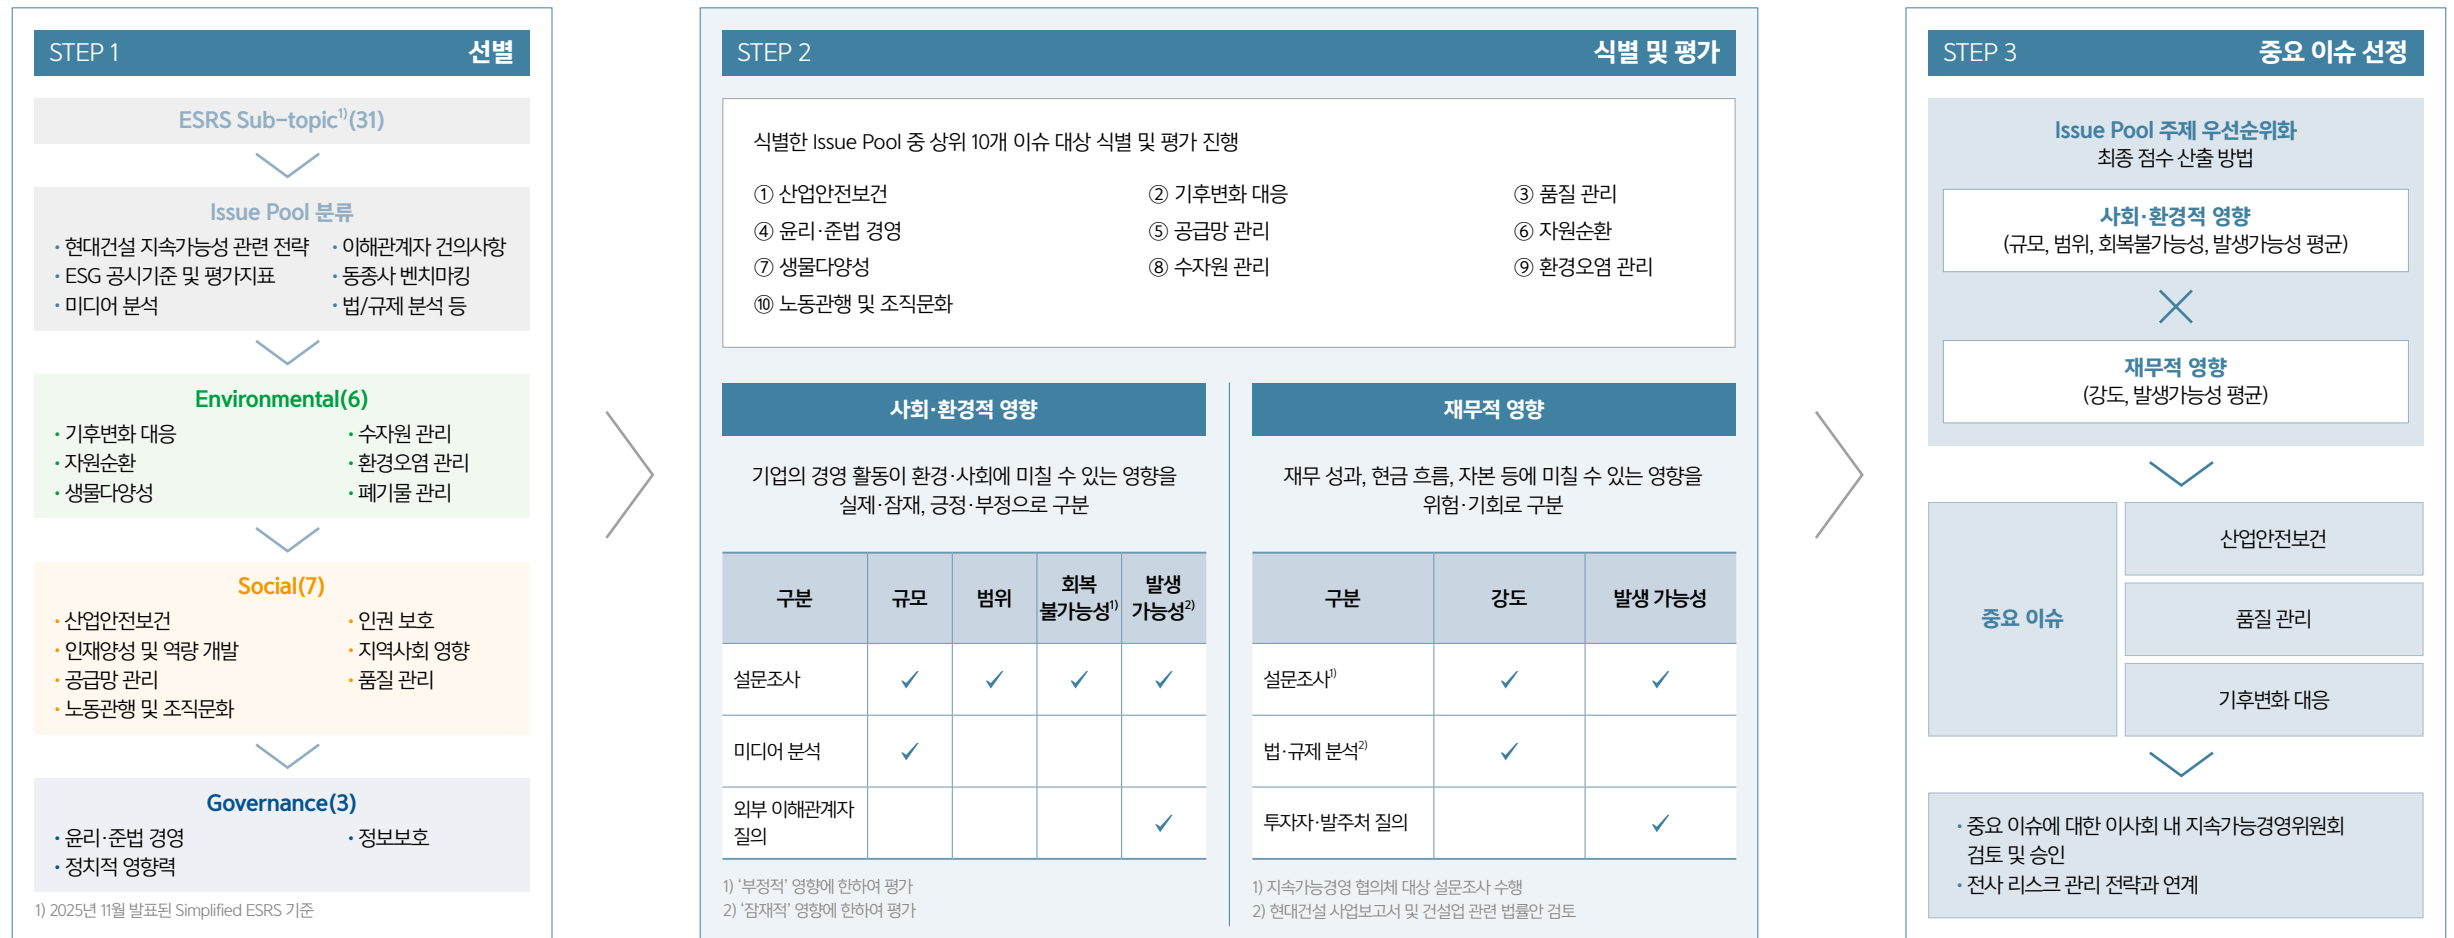 STEP 1 선별
ESRS Sub-topic1)(31)
Issue Pool 분류
· 현대건설 지속가능성 관련 전략 · 이해관계자 건의사항
· ESG 공시기준 및 평가지표 · 동종사 벤치마킹
· 미디어 분석 · 법/규제 분석 등
Environmental(6)
· 기후변화 대응 · 수자원 관리
· 자원순환 · 환경오염 관리
· 생물다양성 · 폐기물 관리
Social(7)
· 산업안전보건 · 인권 보호
· 인재양성 및 역량 개발 · 지역사회 영향
· 공급망 관리 · 품질 관리
· 노동관행 및 조직문화
Governance(3)
· 윤리·준법 경영 · 정보보호
· 정치적 영향력
1) 2025년 11월 발표된 Simplified ESRS 기준
STEP 2 식별 및 평가
식별한 Issue Pool 중 상위 10개 이슈 대상 식별 및 평가 진행
① 산업안전보건 ② 기후변화 대응 ③ 품질 관리
④ 윤리·준법 경영 ⑤ 공급망 관리 ⑥ 자원순환
⑦ 생물다양성 ⑧ 수자원 관리 ⑨ 환경오염 관리
⑩ 노동관행 및 조직문화
사회·환경적 영향
기업의 경영 활동이 환경·사회에 미칠 수 있는 영향을
실제·잠재, 긍정·부정으로 구분
구분 규모 범위 회복 불가능성1) 발생 가능성2)
설문조사 ✓ ✓ ✓ ✓
미디어 분석 ✓
외부 이해관계자
질의 ✓
1) ‘부정적’ 영향에 한하여 평가
2) ‘잠재적’ 영향에 한하여 평가
재무적 영향
재무 성과, 현금 흐름, 자본 등에 미칠 수 있는 영향을
위험·기회로 구분
구분 강도 발생 가능성
설문조사1) ✓ ✓
법·규제 분석2) ✓
투자자·발주처 질의 ✓
1) 지속가능경영 협의체 대상 설문조사 수행
2) 현대건설 사업보고서 및 건설업 관련 법률안 검토
STEP 3 중요 이슈 선정
Issue Pool 주제 우선순위화
최종 점수 산출 방법
사회·환경적 영향
(규모, 범위, 회복불가능성, 발생가능성 평균)
×
재무적 영향
(강도, 발생가능성 평균)
중요 이슈
산업안전보건
품질 관리
기후변화 대응
· 중요 이슈에 대한 이사회 내 지속가능경영위원회
검토 및 승인
· 전사 리스크 관리 전략과 연계